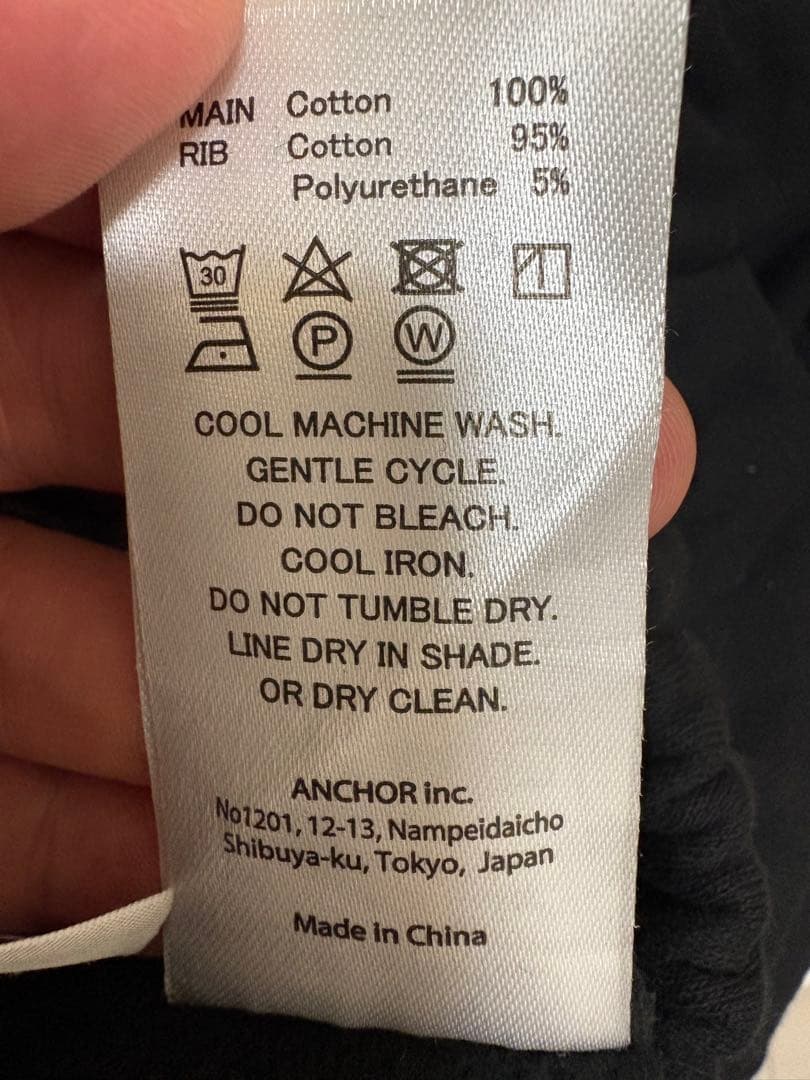 MAIN Cotton 100%
RIB Cotton 95%
Polyurethane 5%
30
P W
COOL MACHINE WASH.
GENTLE CYCLE.
DO NOT BLEACH.
COOL IRON.
DO NOT TUMBLE DRY.
LINE DRY IN SHADE.
OR DRY CLEAN.
ANCHOR inc.
No1201, 12-13, Nampeidaicho
Shibuya-ku, Tokyo, Japan
Made in China